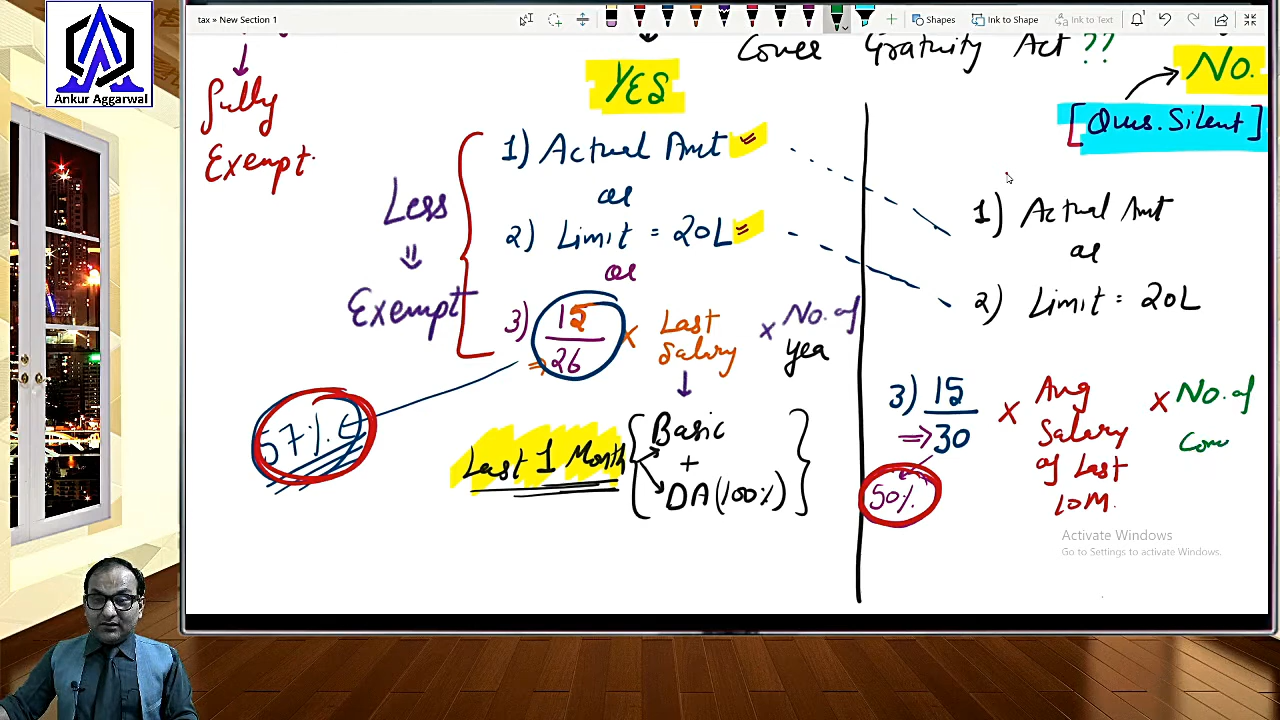 tax » New Section 1
Shapes
Ink to Shape
Ink to Text
Ankur Aggarwal
Cover Gratuity Act ??
YES
No.
[Ques. Silent]
Fully
Exempt.
Less
Exempt
1) Actual Amt =
or
2) Limit = 20L =
or
3) 15/26 × Last Salary × No. of yea
57%
Last 1 Month
Basic
+
DA (100%)
1) Actual Amt
or
2) Limit = 20L
3) 15/30 × Avg Salary of Last 10M. × No. of
50%
Activate Windows
Go to Settings to activate Windows.